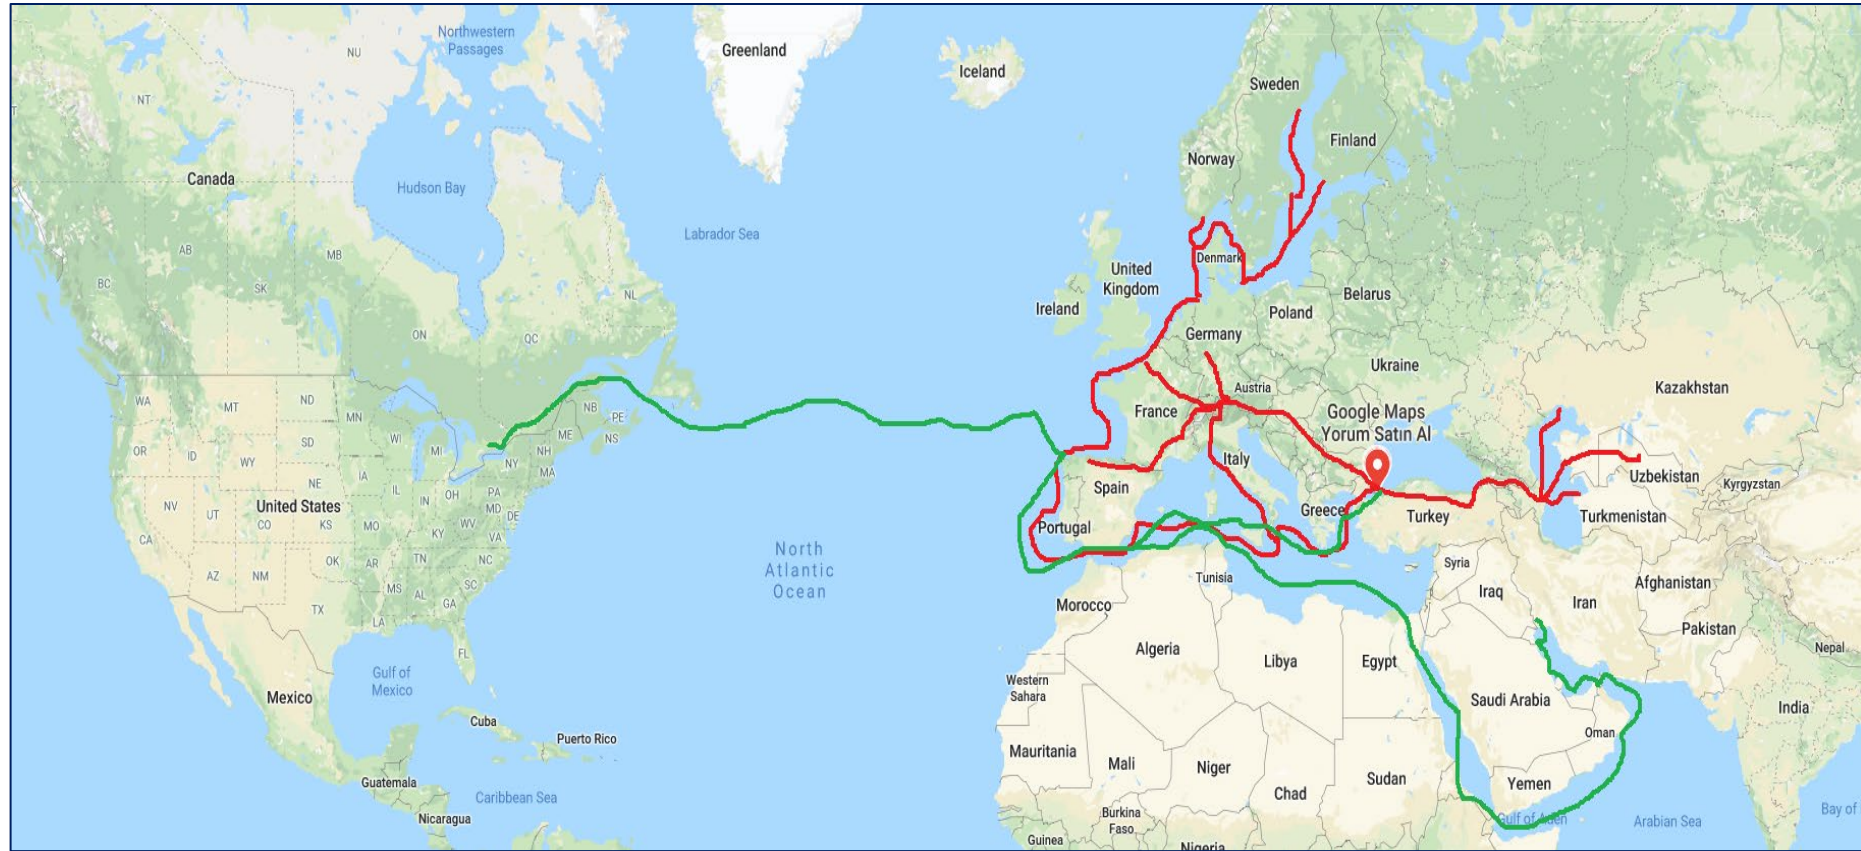 Northwestern
Passages
Greenland
Iceland
Sweden
NU
NT
Finland
Norway
Canada
Hudson Bay
Labrador Sea
AB
MB
BC
SK
NL
Denmark
United
Kingdom
Ireland
Belarus
Poland
ON
QC
Germany
Ukraine
Austria
Kazakhstan
WA
MT
ND
MN
NB
PE
NS
France
Google Maps
Yorum Satın Al
OR
ID
WY
SD
WI
MI
ME
NH
NY
MA
Italy
Spain
Uzbekistan
Kyrgyzstan
NE
IA
IL
IN
OH
PA
MD
DE
NV
UT
CO
United States
KS
MO
WV
KY
VA
Portugal
Greece
Turkey
Turkmenistan
CA
OK
AR
TN
NC
AZ
NM
MS
AL
SC
GA
TX
LA
FL
North
Atlantic
Ocean
Tunisia
Syria
Iraq
Iran
Afghanistan
Morocco
Pakistan
Nepal
Algeria
Libya
Egypt
Western
Sahara
Gulf of
Mexico
Mexico
Saudi Arabia
India
Cuba
Puerto Rico
Oman
Mauritania
Mali
Niger
Sudan
Chad
Yemen
Guatemala
Caribbean Sea
Nicaragua
Burkina
Faso
Guinea
Nigeria
Gulf of Aden
Arabian Sea
Bay of